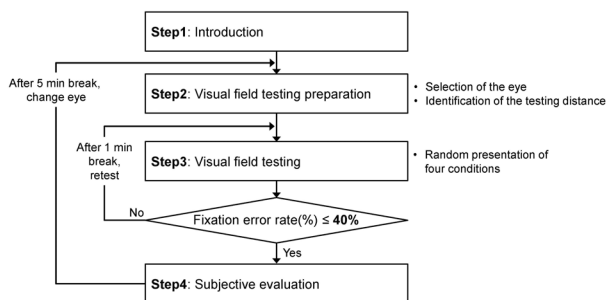 Step1: Introduction
After 5 min break,
change eye
Step2: Visual field testing preparation
• Selection of the eye
• Identification of the testing distance
After 1 min
break,
retest
Step3: Visual field testing
• Random presentation of
four conditions
No
Fixation error rate(%) ≤ 40%
Yes
Step4: Subjective evaluation